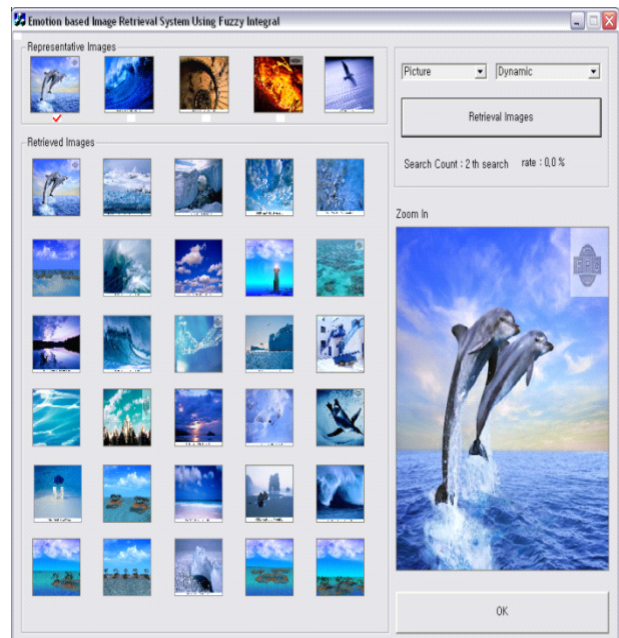 Emotion based Image Retrieval System Using Fuzzy Integral
Representative Images
Picture
Dynamic
Retrieval Images
Search Count : 2 th search rate : 0,0 %
Retrieved Images
Zoom In
OK